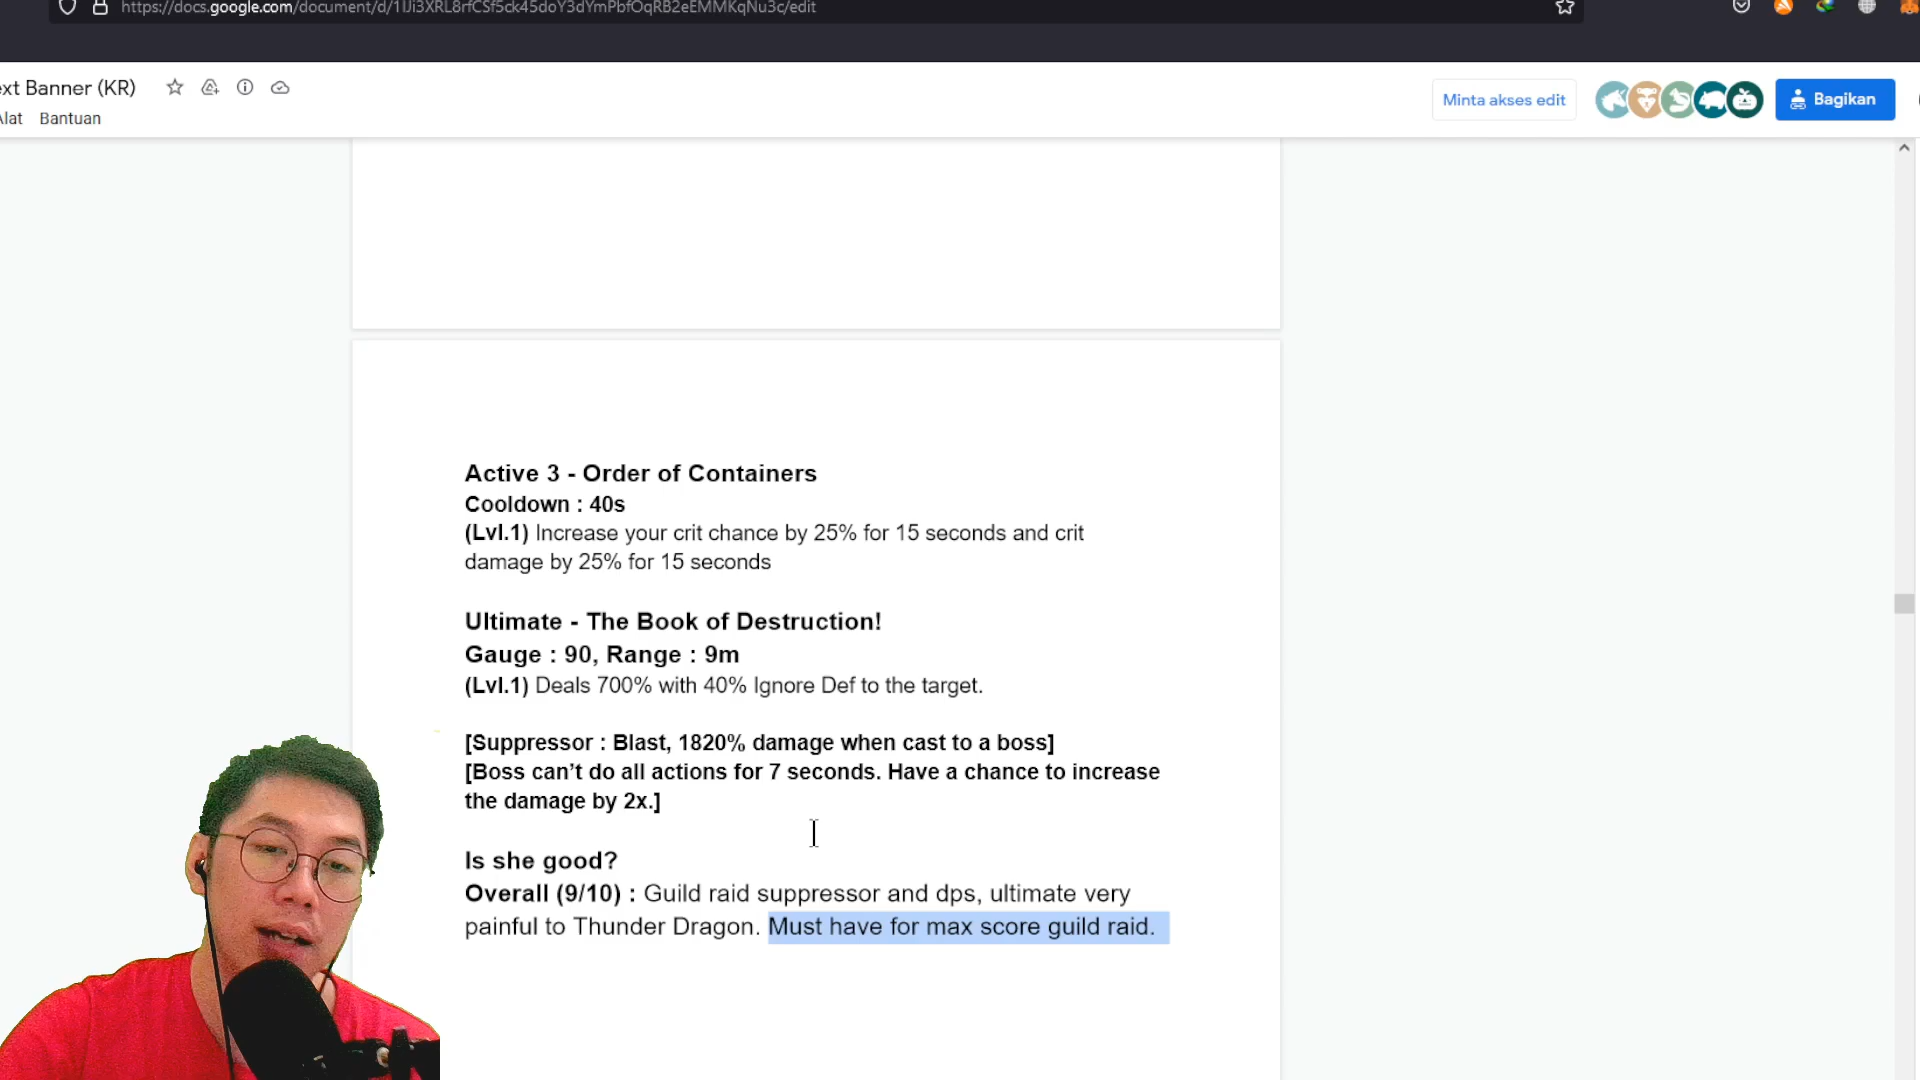 https://docs.google.com/document/d/1IJi3XRL8rfCSf5ck45doY3dYmPbfOqRB2eEMMKqNu3c/edit
ext Banner (KR)
Alat Bantuan
Minta akses edit
Bagikan
Active 3 - Order of Containers
Cooldown : 40s
(Lvl.1) Increase your crit chance by 25% for 15 seconds and crit
damage by 25% for 15 seconds
Ultimate - The Book of Destruction!
Gauge : 90, Range : 9m
(Lvl.1) Deals 700% with 40% Ignore Def to the target.
[Suppressor : Blast, 1820% damage when cast to a boss]
[Boss can’t do all actions for 7 seconds. Have a chance to increase
the damage by 2x.]
Is she good?
Overall (9/10) : Guild raid suppressor and dps, ultimate very
painful to Thunder Dragon. Must have for max score guild raid.